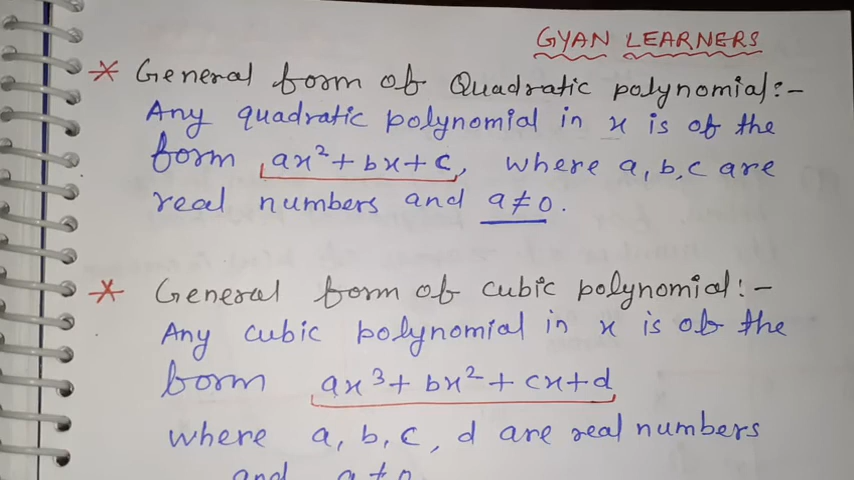 GYAN LEARNERS
* General form of Quadratic polynomial:-
Any quadratic polynomial in x is of the
form ax² + bx + c, where a, b, c are
real numbers and a ≠ 0.
* General form of cubic polynomial:-
Any cubic polynomial in x is of the
form ax³ + bx² + cx + d
where a, b, c, d are real numbers
and a ≠ 0